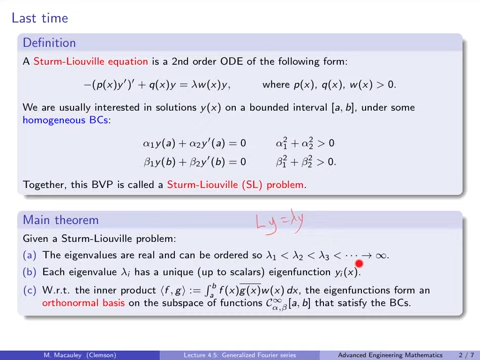 Last time
Definition
A Sturm-Liouville equation is a 2nd order ODE of the following form:
−(p(x)y′)′ + q(x)y = λw(x)y, where p(x), q(x), w(x) > 0.
We are usually interested in solutions y(x) on a bounded interval [a, b], under some
homogeneous BCs:
α₁y(a) + α₂y′(a) = 0 α₁² + α₂² > 0
β₁y(b) + β₂y′(b) = 0 β₁² + β₂² > 0.
Together, this BVP is called a Sturm-Liouville (SL) problem.
Main theorem
Ly = λy
Given a Sturm-Liouville problem:
(a) The eigenvalues are real and can be ordered so λ₁ < λ₂ < λ₃ < ··· → ∞.
(b) Each eigenvalue λᵢ has a unique (up to scalars) eigenfunction yᵢ(x).
(c) W.r.t. the inner product ⟨f, g⟩ := ∫ₐᵇ f(x)g̅(̅x̅)̅w(x) dx, the eigenfunctions form an
orthonormal basis on the subspace of functions C^∞_{α,β}[a, b] that satisfy the BCs.
M. Macauley (Clemson) Lecture 4.5: Generalized Fourier series Advanced Engineering Mathematics 2 / 7